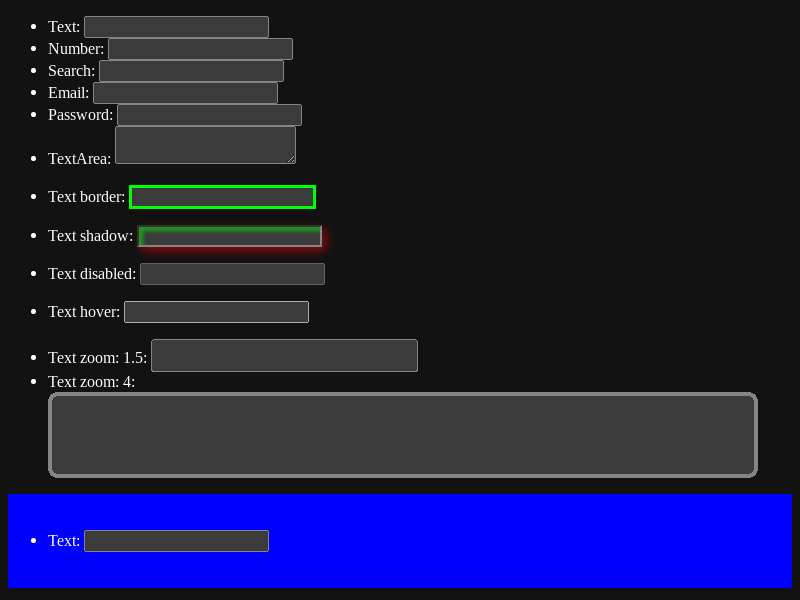 Text:
Number:
Search:
Email:
Password:
TextArea:
Text border:
Text shadow:
Text disabled:
Text hover:
Text zoom: 1.5:
Text zoom: 4:
Text: